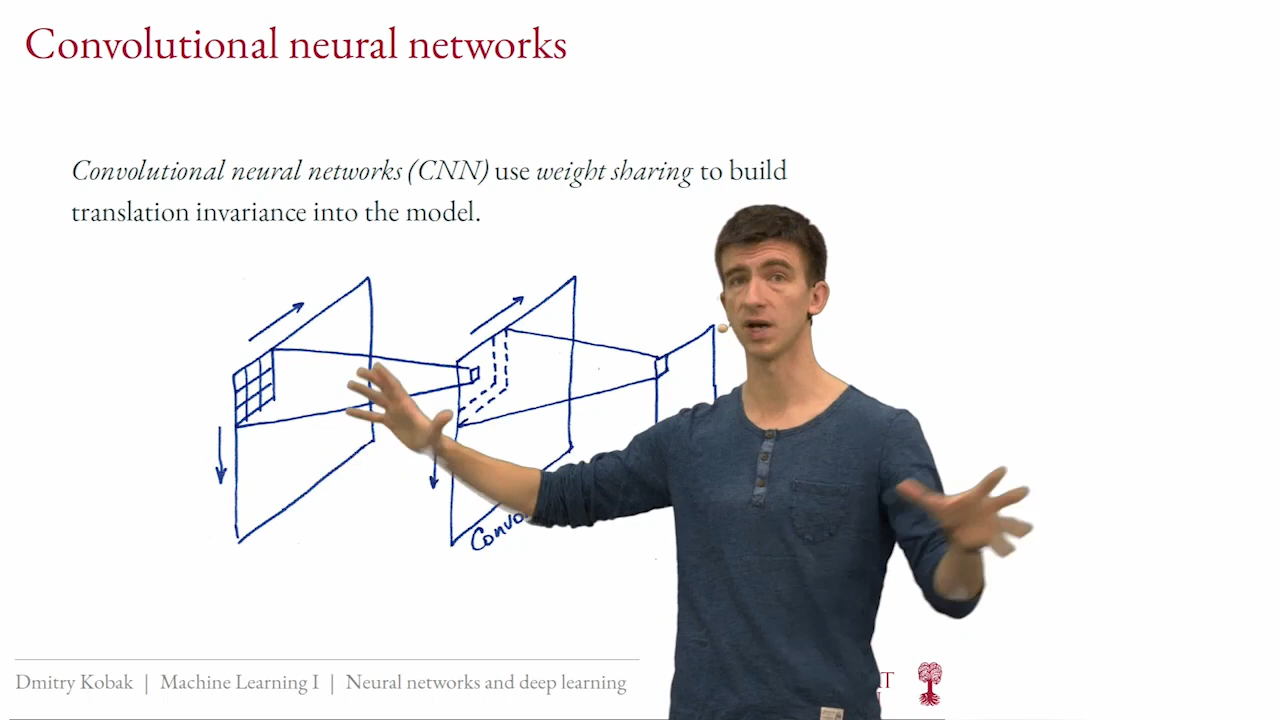 Convolutional neural networks
Convolutional neural networks (CNN) use weight sharing to build
translation invariance into the model.
Dmitry Kobak | Machine Learning I | Neural networks and deep learning